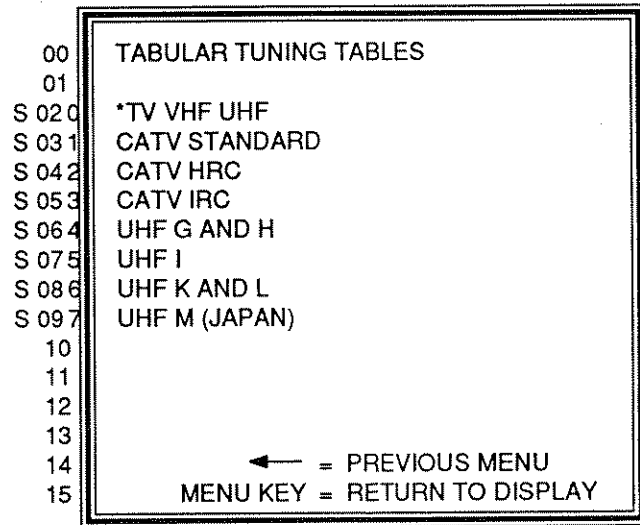 00 TABULAR TUNING TABLES
01
S 02 0 *TV VHF UHF
S 03 1 CATV STANDARD
S 04 2 CATV HRC
S 05 3 CATV IRC
S 06 4 UHF G AND H
S 07 5 UHF I
S 08 6 UHF K AND L
S 09 7 UHF M (JAPAN)
10
11
12
13
14 ← = PREVIOUS MENU
15 MENU KEY = RETURN TO DISPLAY